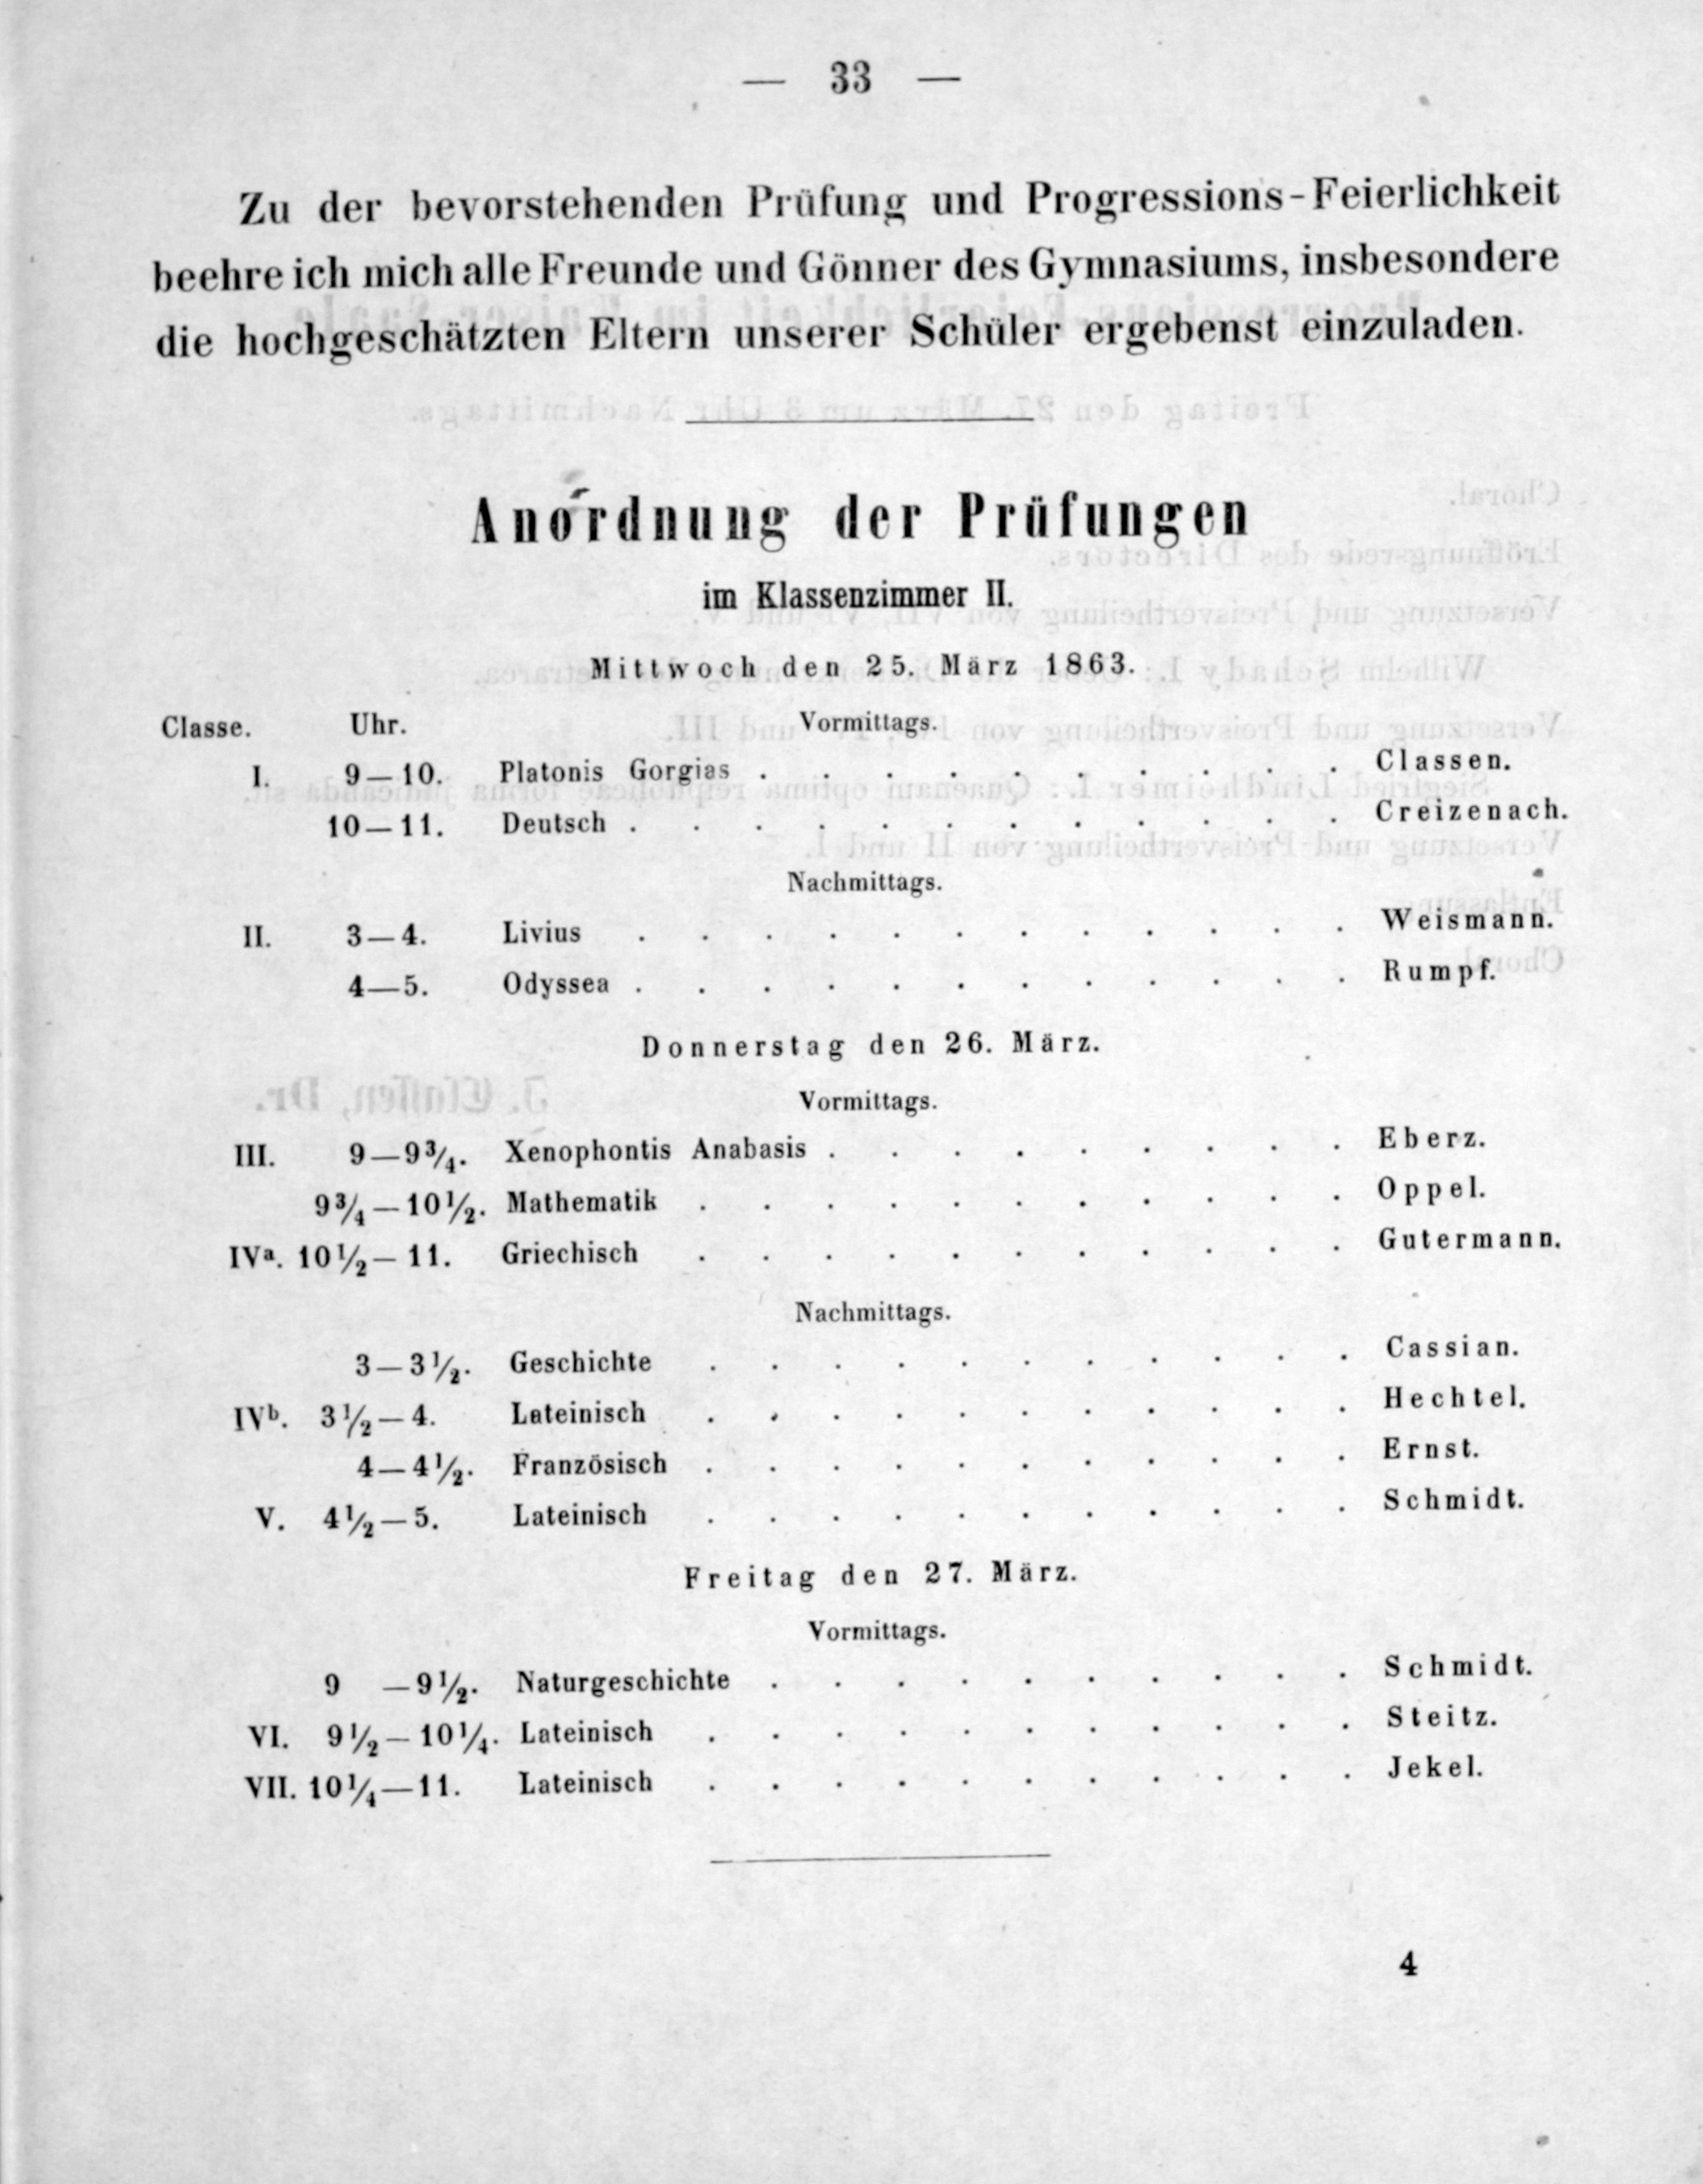 — 33 —
Zu der bevorstehenden Prüfung und Progressions-Feierlichkeit
beehre ich mich alle Freunde und Gönner des Gymnasiums, insbesondere
die hochgeschätzten Eltern unserer Schüler ergebenst einzuladen.
Anordnung der Prüfungen
im Klassenzimmer II.
Mittwoch den 25. März 1863.
Classe. Uhr. Vormittags.
I. 9—10. Platonis Gorgias . . . . . . . . . . Classen.
10—11. Deutsch . . . . . . . . . . . . Creizenach.
Nachmittags.
II. 3—4. Livius . . . . . . . . . . . . Weismann.
4—5. Odyssea . . . . . . . . . . . . Rumpf.
Donnerstag den 26. März.
Vormittags.
III. 9—9¾. Xenophontis Anabasis . . . . . . . . . Eberz.
9¾—10½. Mathematik . . . . . . . . . . . Oppel.
IVa. 10½—11. Griechisch . . . . . . . . . . . Gutermann.
Nachmittags.
3—3½. Geschichte . . . . . . . . . . . Cassian.
IVb. 3½—4. Lateinisch . . . . . . . . . . . Hechtel.
4—4½. Französisch . . . . . . . . . . . Ernst.
V. 4½—5. Lateinisch . . . . . . . . . . . Schmidt.
Freitag den 27. März.
Vormittags.
9 —9½. Naturgeschichte . . . . . . . . . . Schmidt.
VI. 9½—10¼. Lateinisch . . . . . . . . . . . Steitz.
VII. 10¼—11. Lateinisch . . . . . . . . . . . Jekel.
4